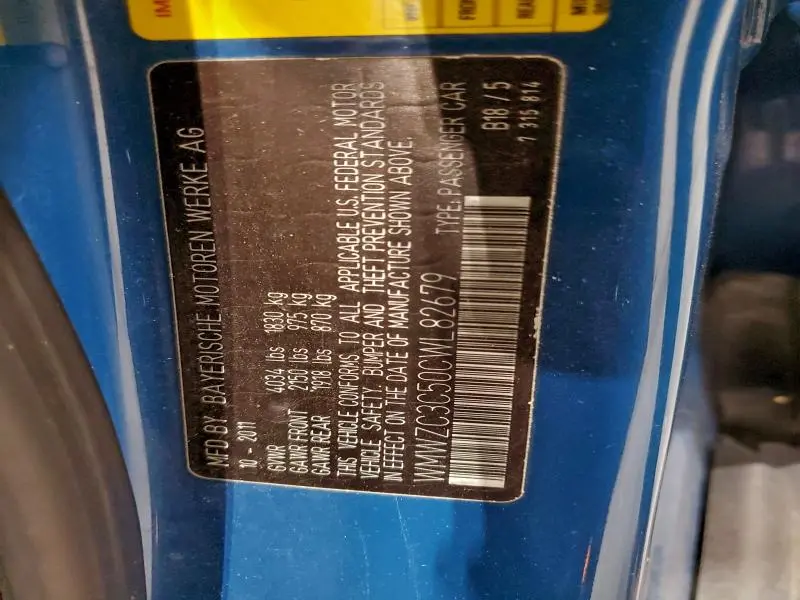 MFD BY BAYERISCHE MOTOREN WERKE AG
10 - 2011
GVWR 4034 lbs 1830 kg
GAWR FRONT 2150 lbs 975 kg
GAWR REAR 1918 lbs 870 kg
THIS VEHICLE CONFORMS TO ALL APPLICABLE U.S. FEDERAL MOTOR
VEHICLE SAFETY, BUMPER AND THEFT PREVENTION STANDARDS
IN EFFECT ON THE DATE OF MANUFACTURE SHOWN ABOVE.
WMWZC3C50CWL82679 TYPE: PASSENGER CAR
B18 / 5
7 315 814